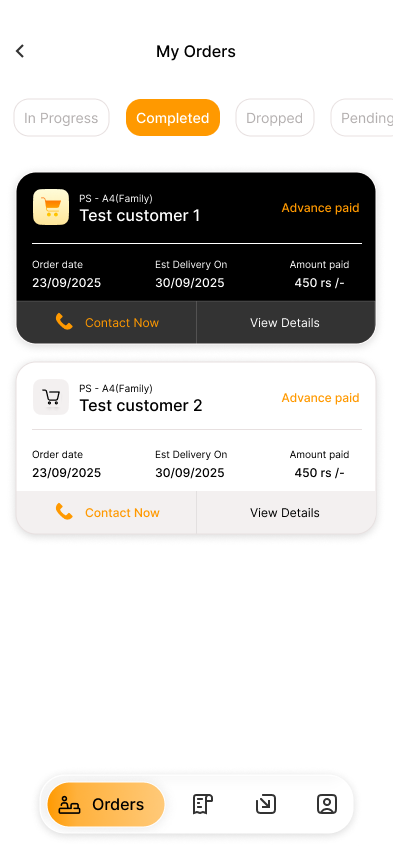 My Orders
In Progress
Completed
Dropped
Pending
PS - A4(Family)
Test customer 1
Advance paid
Order date
Est Delivery On
Amount paid
23/09/2025
30/09/2025
450 rs /-
Contact Now
View Details
PS - A4(Family)
Test customer 2
Advance paid
Order date
Est Delivery On
Amount paid
23/09/2025
30/09/2025
450 rs /-
Contact Now
View Details
Orders